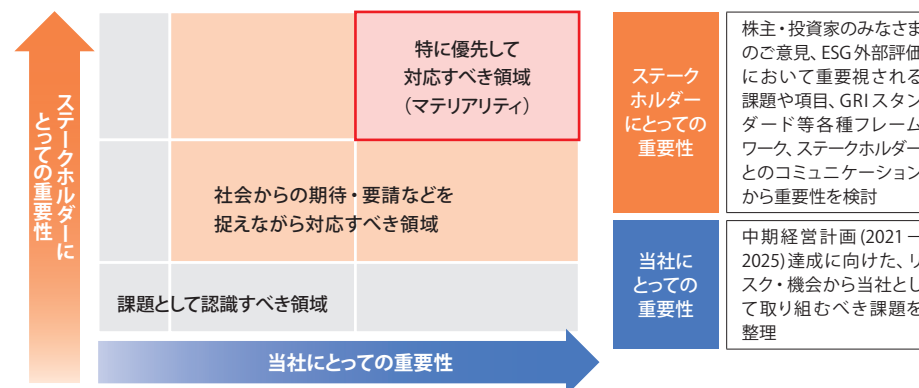 ステークホルダーに
とっての重要性
特に優先して
対応すべき領域
（マテリアリティ）
社会からの期待・要請などを
捉えながら対応すべき領域
課題として認識すべき領域
当社にとっての重要性
ステーク
ホルダー
にとっての
重要性
株主・投資家のみなさま
のご意見、ESG外部評価
において重要視される
課題や項目、GRIスタン
ダード等各種フレーム
ワーク、ステークホルダー
とのコミュニケーション
から重要性を検討
当社に
とっての
重要性
中期経営計画(2021－
2025)達成に向けた、リ
スク・機会から当社とし
て取り組むべき課題を
整理